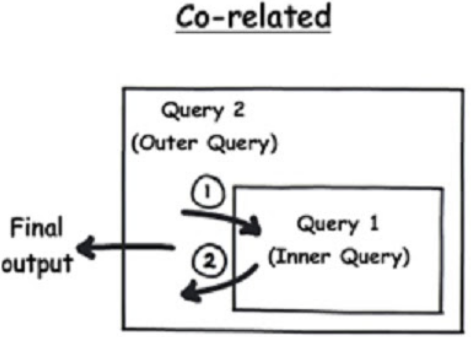 Co-related
Query 2
(Outer Query)
1
Query 1
(Inner Query)
2
Final
output